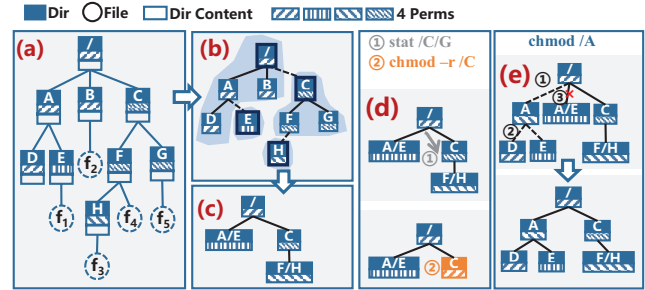 Dir File Dir Content 4 Perms
(a)
/
A B C
D E F G
f2
H
f1 f4 f5
f3
(b)
/
A B C
D E F G
H
(c)
/
A/E C
F/H
① stat /C/G
② chmod –r /C
(d)
/
①
A/E C
F/H
/
A/E ② C
chmod /A
(e)
① /
③
A A/E C
②
D E F/H
/
A C
D E F/H